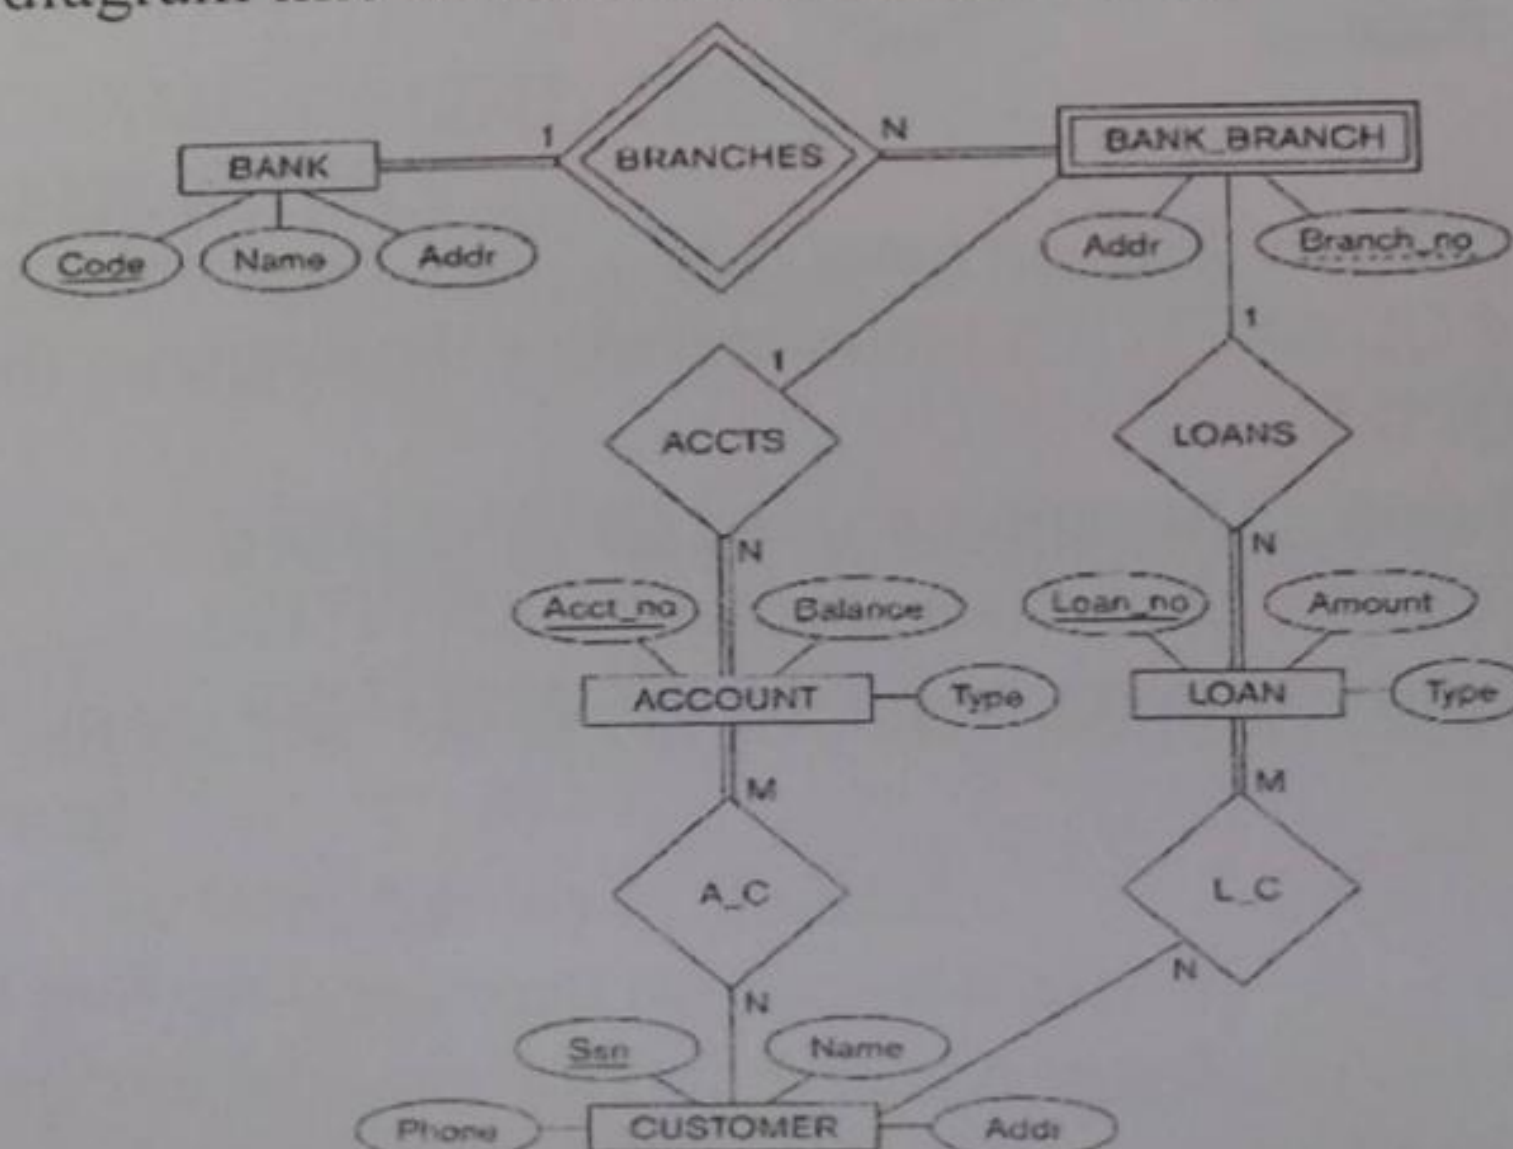 diagram
1
N
BANK
BRANCHES
BANK_BRANCH
Code
Name
Addr
Addr
Branch_no
1
1
ACCTS
LOANS
N
N
Acct_no
Balance
Loan_no
Amount
ACCOUNT
Type
LOAN
Type
M
M
A_C
L_C
N
N
Ssn
Name
Phone
CUSTOMER
Addr